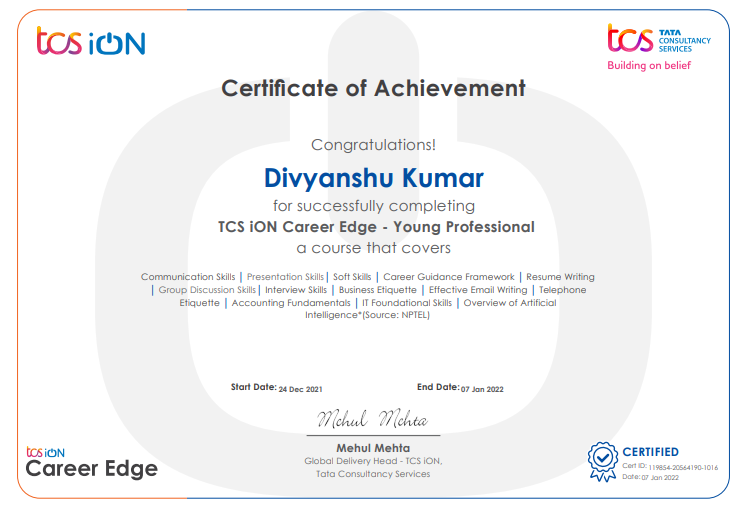 tcs iON
tcs TATA
CONSULTANCY
SERVICES
Building on belief
Certificate of Achievement
Congratulations!
Divyanshu Kumar
for successfully completing
TCS iON Career Edge - Young Professional
a course that covers
Communication Skills | Presentation Skills| Soft Skills | Career Guidance Framework | Resume Writing
| Group Discussion Skills| Interview Skills | Business Etiquette | Effective Email Writing | Telephone
Etiquette | Accounting Fundamentals | IT Foundational Skills | Overview of Artificial
Intelligence*(Source: NPTEL)
Start Date: 24 Dec 2021
End Date: 07 Jan 2022
Mehul Mehta
Mehul Mehta
Global Delivery Head - TCS iON,
Tata Consultancy Services
tcs iON
Career Edge
CERTIFIED
Cert ID: 119854-20564190-1016
Date: 07 Jan 2022